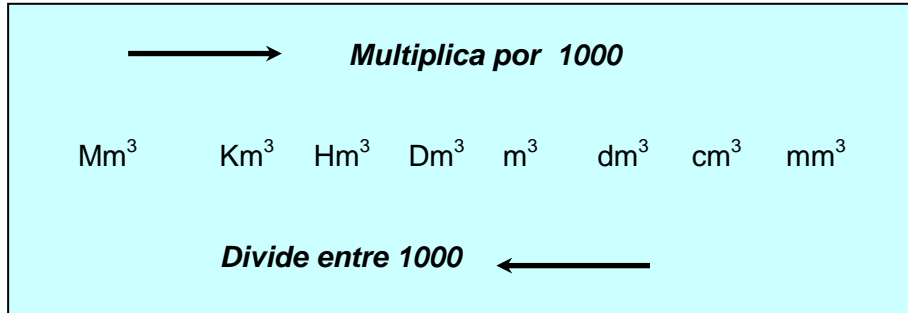 Multiplica por 1000
Mm³ Km³ Hm³ Dm³ m³ dm³ cm³ mm³
Divide entre 1000